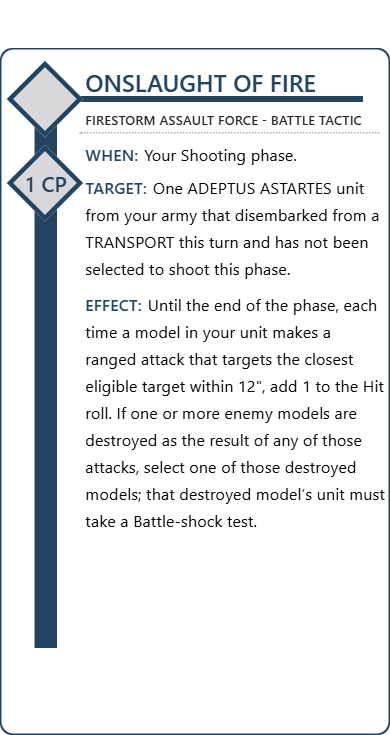 ONSLAUGHT OF FIRE
FIRESTORM ASSAULT FORCE - BATTLE TACTIC
WHEN: Your Shooting phase.
1 CP
TARGET: One ADEPTUS ASTARTES unit
from your army that disembarked from a
TRANSPORT this turn and has not been
selected to shoot this phase.
EFFECT: Until the end of the phase, each
time a model in your unit makes a
ranged attack that targets the closest
eligible target within 12", add 1 to the Hit
roll. If one or more enemy models are
destroyed as the result of any of those
attacks, select one of those destroyed
models; that destroyed model's unit must
take a Battle-shock test.